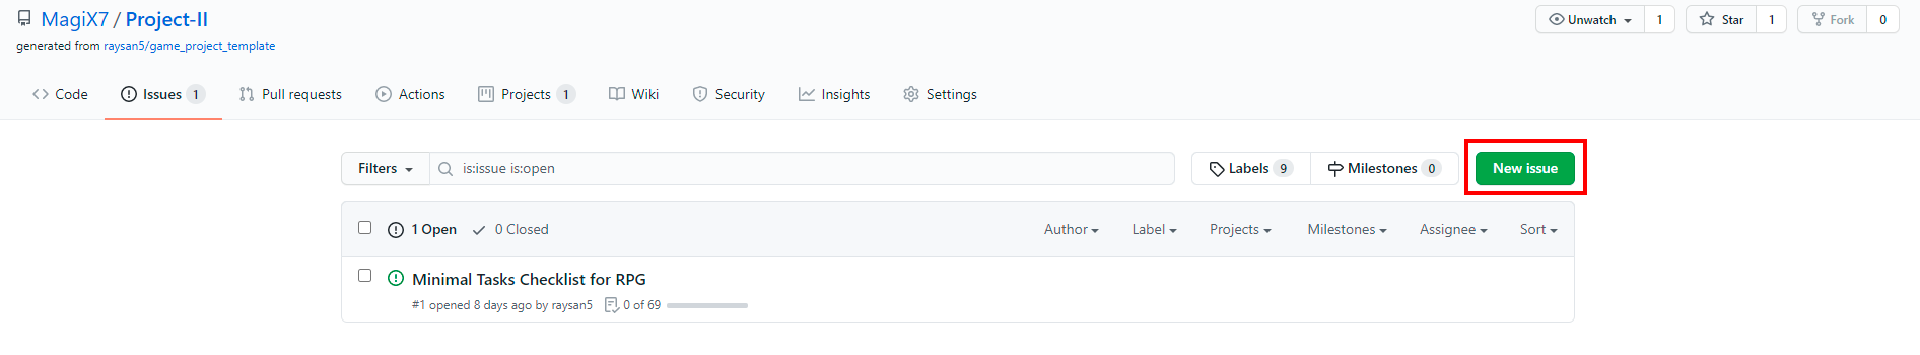 MagiX7 / Project-II
Unwatch 1
Star 1
Fork 0
generated from raysan5/game_project_template
Code
Issues 1
Pull requests
Actions
Projects 1
Wiki
Security
Insights
Settings
Filters
is:issue is:open
Labels 9
Milestones 0
New issue
1 Open
0 Closed
Author
Label
Projects
Milestones
Assignee
Sort
Minimal Tasks Checklist for RPG
#1 opened 8 days ago by raysan5 0 of 69